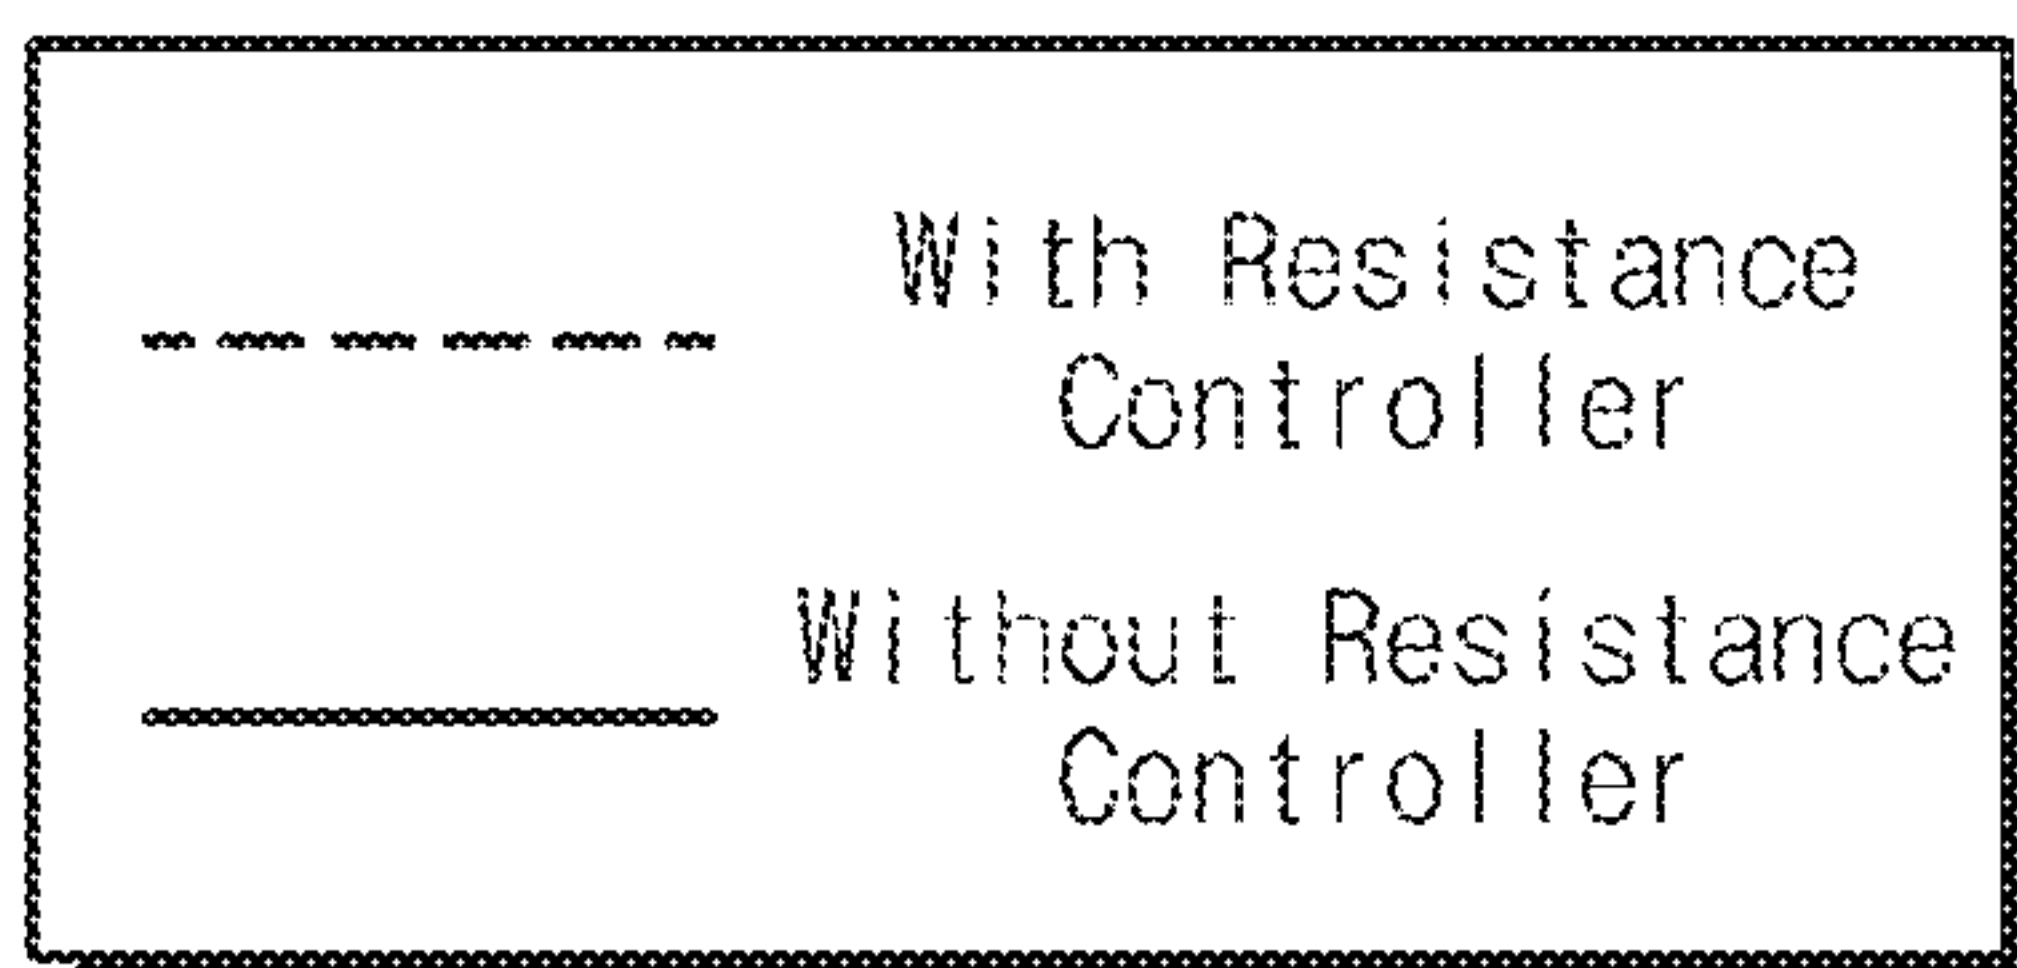 With Resistance
Controller
Without Resistance
Controller